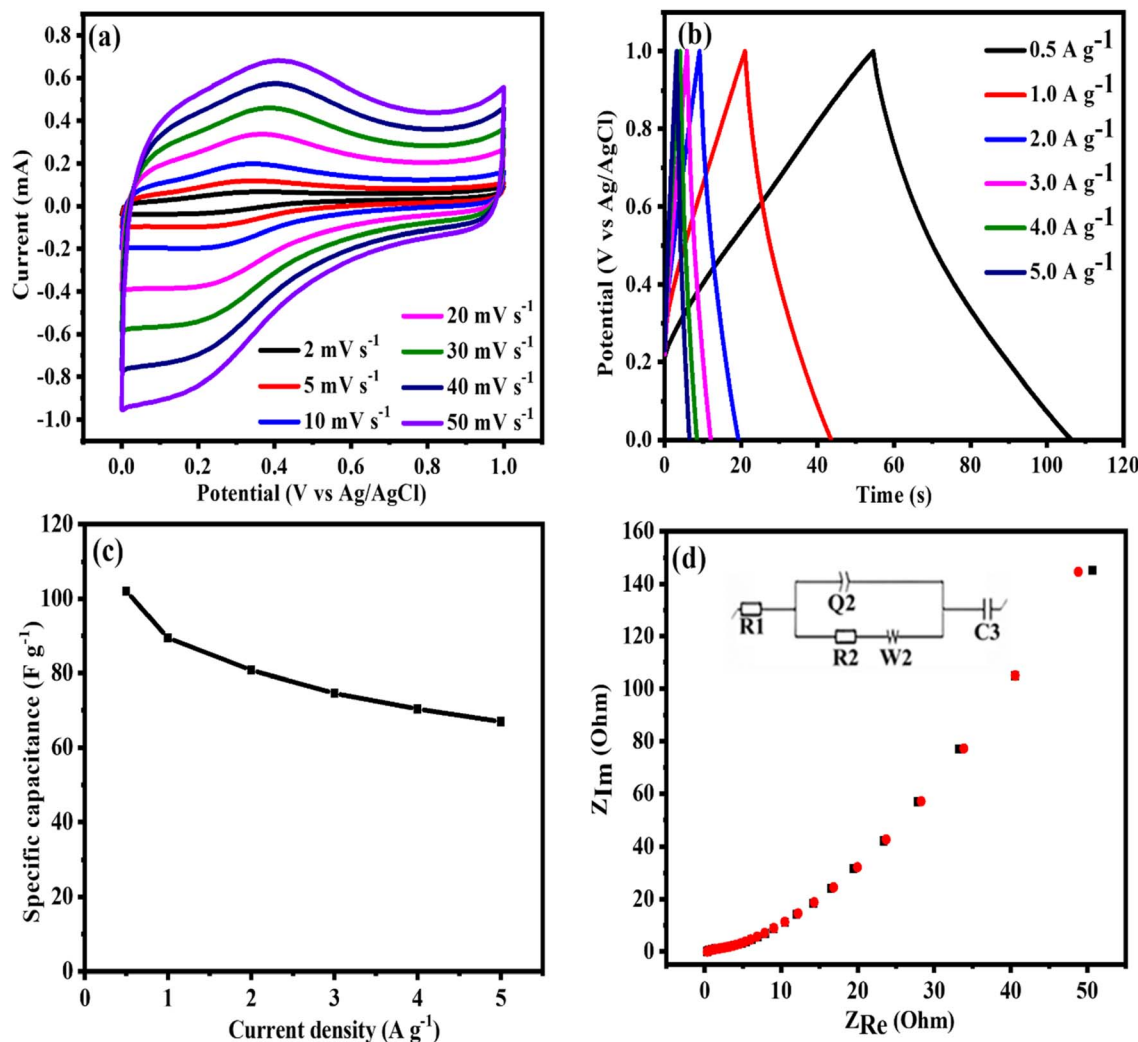 (a)
Current (mA)
0.8
0.6
0.4
0.2
0.0
-0.2
-0.4
-0.6
-0.8
-1.0
2 mV s-1
5 mV s-1
10 mV s-1
20 mV s-1
30 mV s-1
40 mV s-1
50 mV s-1
0.0 0.2 0.4 0.6 0.8 1.0
Potential (V vs Ag/AgCl)
(b)
Potential (V vs Ag/AgCl)
1.0
0.8
0.6
0.4
0.2
0.0
0.5 A g-1
1.0 A g-1
2.0 A g-1
3.0 A g-1
4.0 A g-1
5.0 A g-1
0 20 40 60 80 100 120
Time (s)
(c)
Specific capacitance (F g-1)
120
100
80
60
40
20
0
0 1 2 3 4 5
Current density (A g-1)
(d)
ZIm (Ohm)
160
140
120
100
80
60
40
20
0
R1
Q2
R2
W2
C3
0 10 20 30 40 50
ZRe (Ohm)